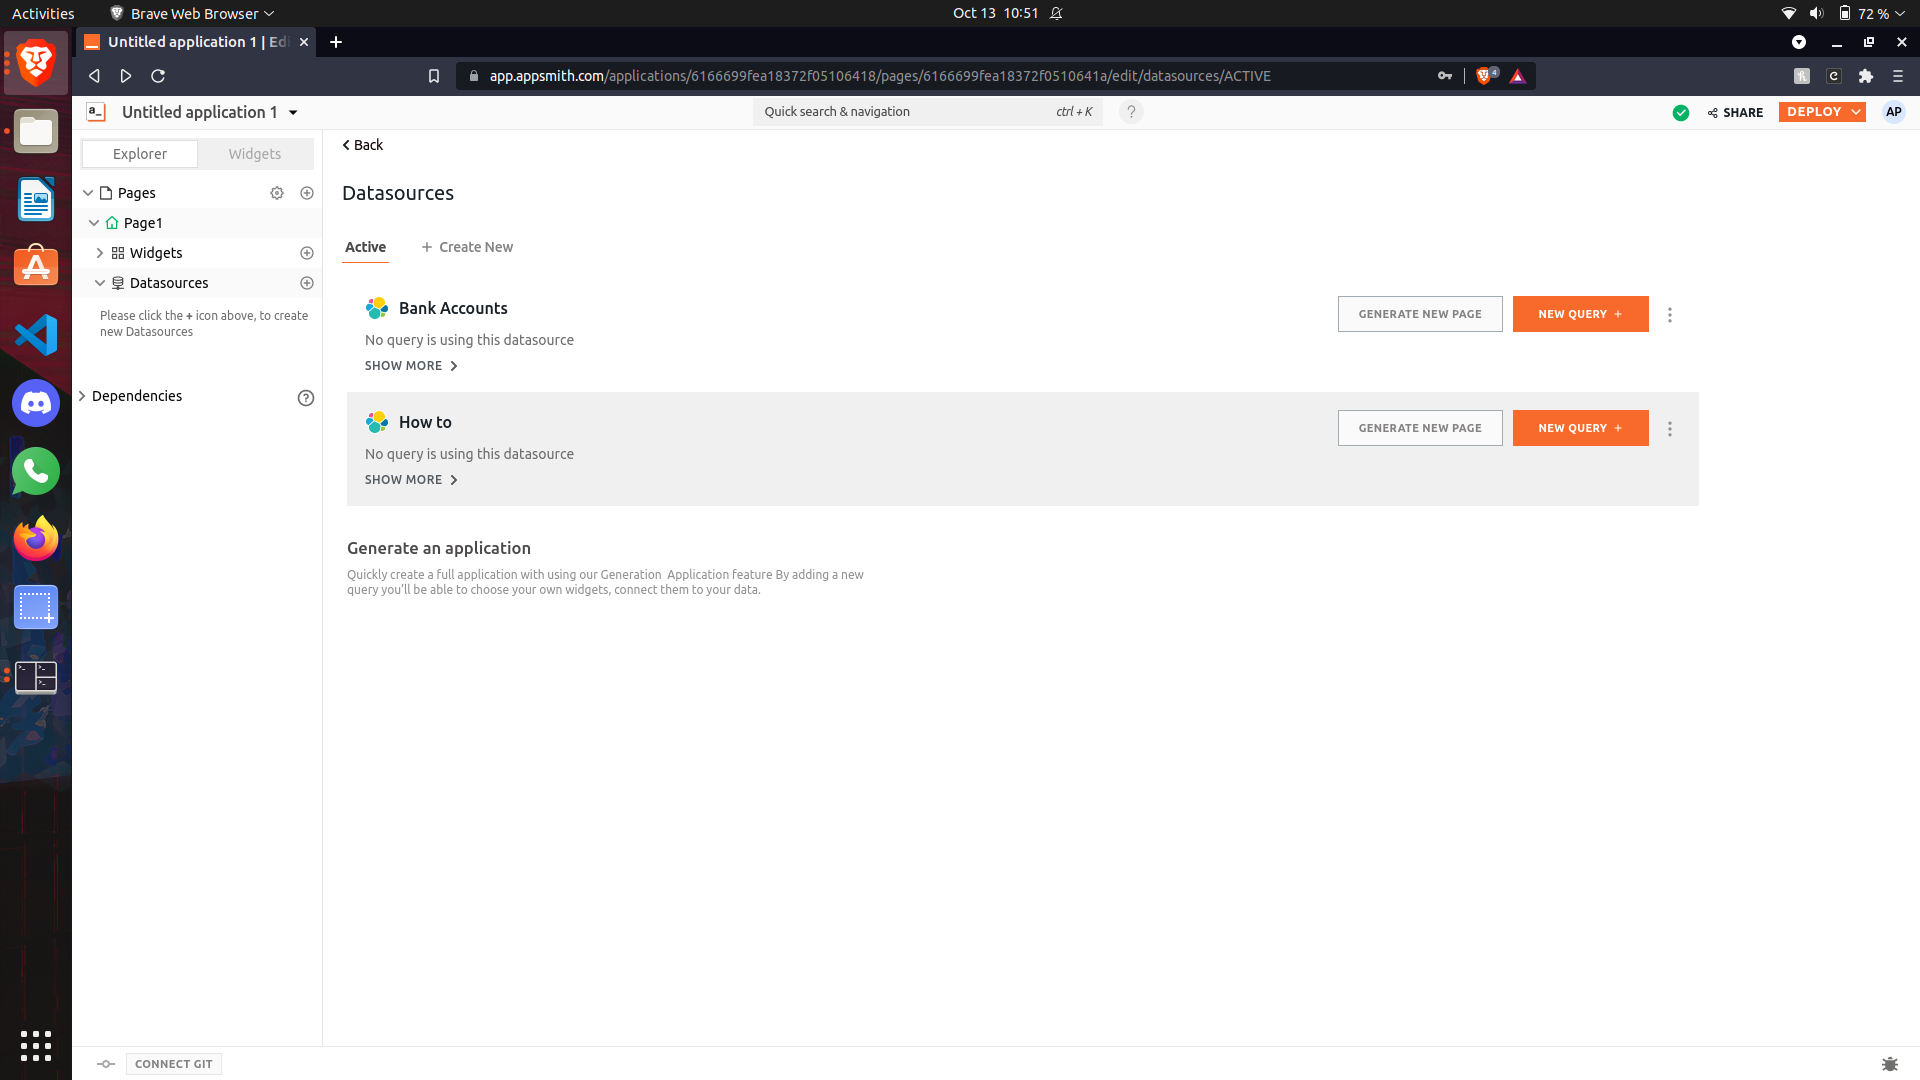 Activities
Brave Web Browser
Oct 13 10:51
72 %
Untitled application 1 | Edi
app.appsmith.com/applications/6166699fea18372f05106418/pages/6166699fea18372f0510641a/edit/datasources/ACTIVE
4
a_
Untitled application 1
Quick search & navigation
ctrl + K
?
SHARE
DEPLOY
AP
Explorer
Widgets
Back
Pages
Page1
Widgets
Datasources
Please click the + icon above, to create
new Datasources
Dependencies
?
Datasources
Active
+ Create New
Bank Accounts
No query is using this datasource
SHOW MORE
GENERATE NEW PAGE
NEW QUERY +
How to
No query is using this datasource
SHOW MORE
GENERATE NEW PAGE
NEW QUERY +
Generate an application
Quickly create a full application with using our Generation Application feature By adding a new
query you'll be able to choose your own widgets, connect them to your data.
CONNECT GIT